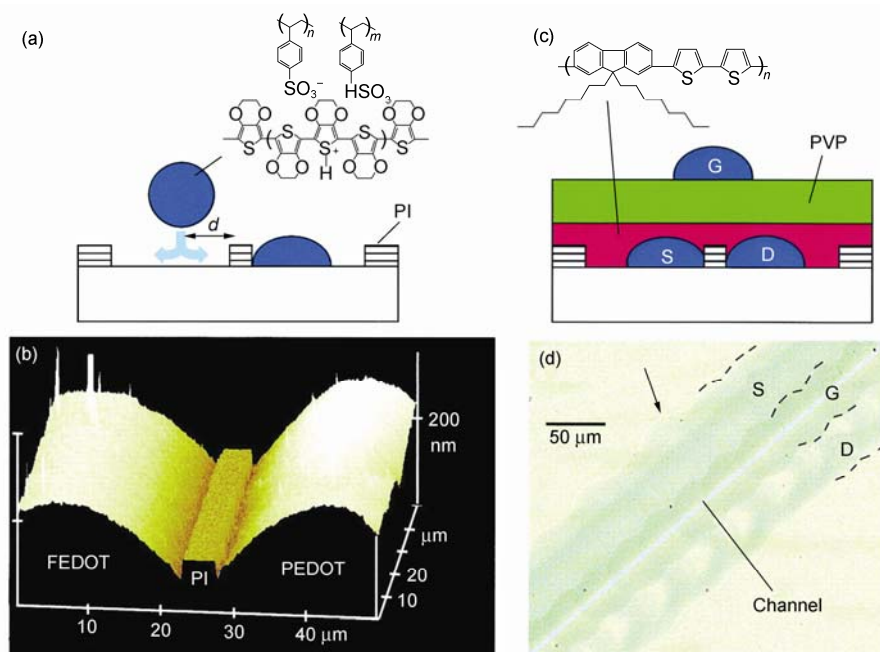 (a)
n
m
SO₃⁻
HSO₃
O O O O
S S S
n
S S⁺ S
O O H O O O O
d
PI
(b)
200
nm
μm
20
10
FEDOT
PI
PEDOT
10
20
30
40 μm
(c)
n
S S
G
PVP
S
D
(d)
S
G
D
50 μm
Channel